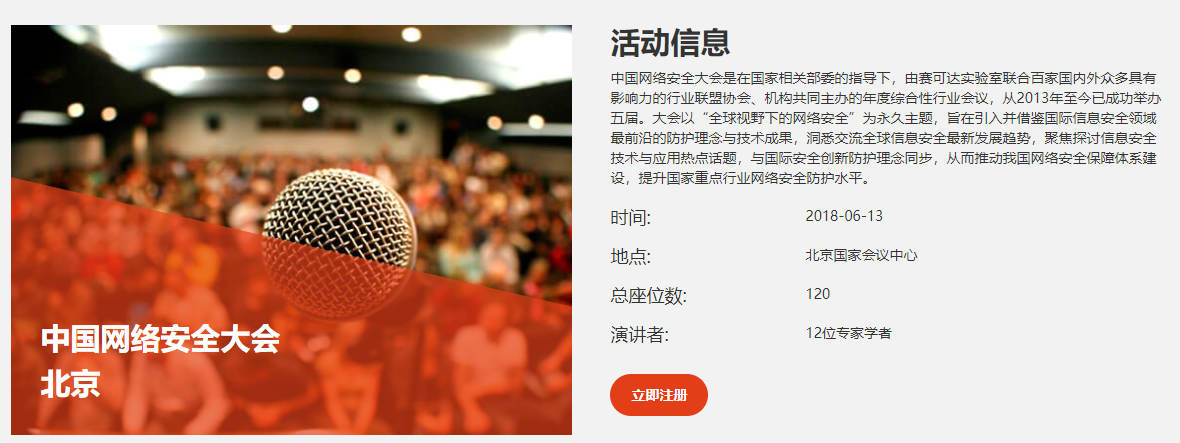 活动信息
中国网络安全大会是在国家相关部委的指导下，由赛可达实验室联合百家国内外众多具有
影响力的行业联盟协会、机构共同主办的年度综合性行业会议，从2013年至今已成功举办
五届。大会以“全球视野下的网络安全”为永久主题，旨在引入并借鉴国际信息安全领域
最前沿的防护理念与技术成果，洞悉交流全球信息安全最新发展趋势，聚焦探讨信息安全
技术与应用热点话题，与国际安全创新防护理念同步，从而推动我国网络安全保障体系建
设，提升国家重点行业网络安全防护水平。
时间: 2018-06-13
地点: 北京国家会议中心
总座位数: 120
演讲者: 12位专家学者
立即注册
中国网络安全大会
北京